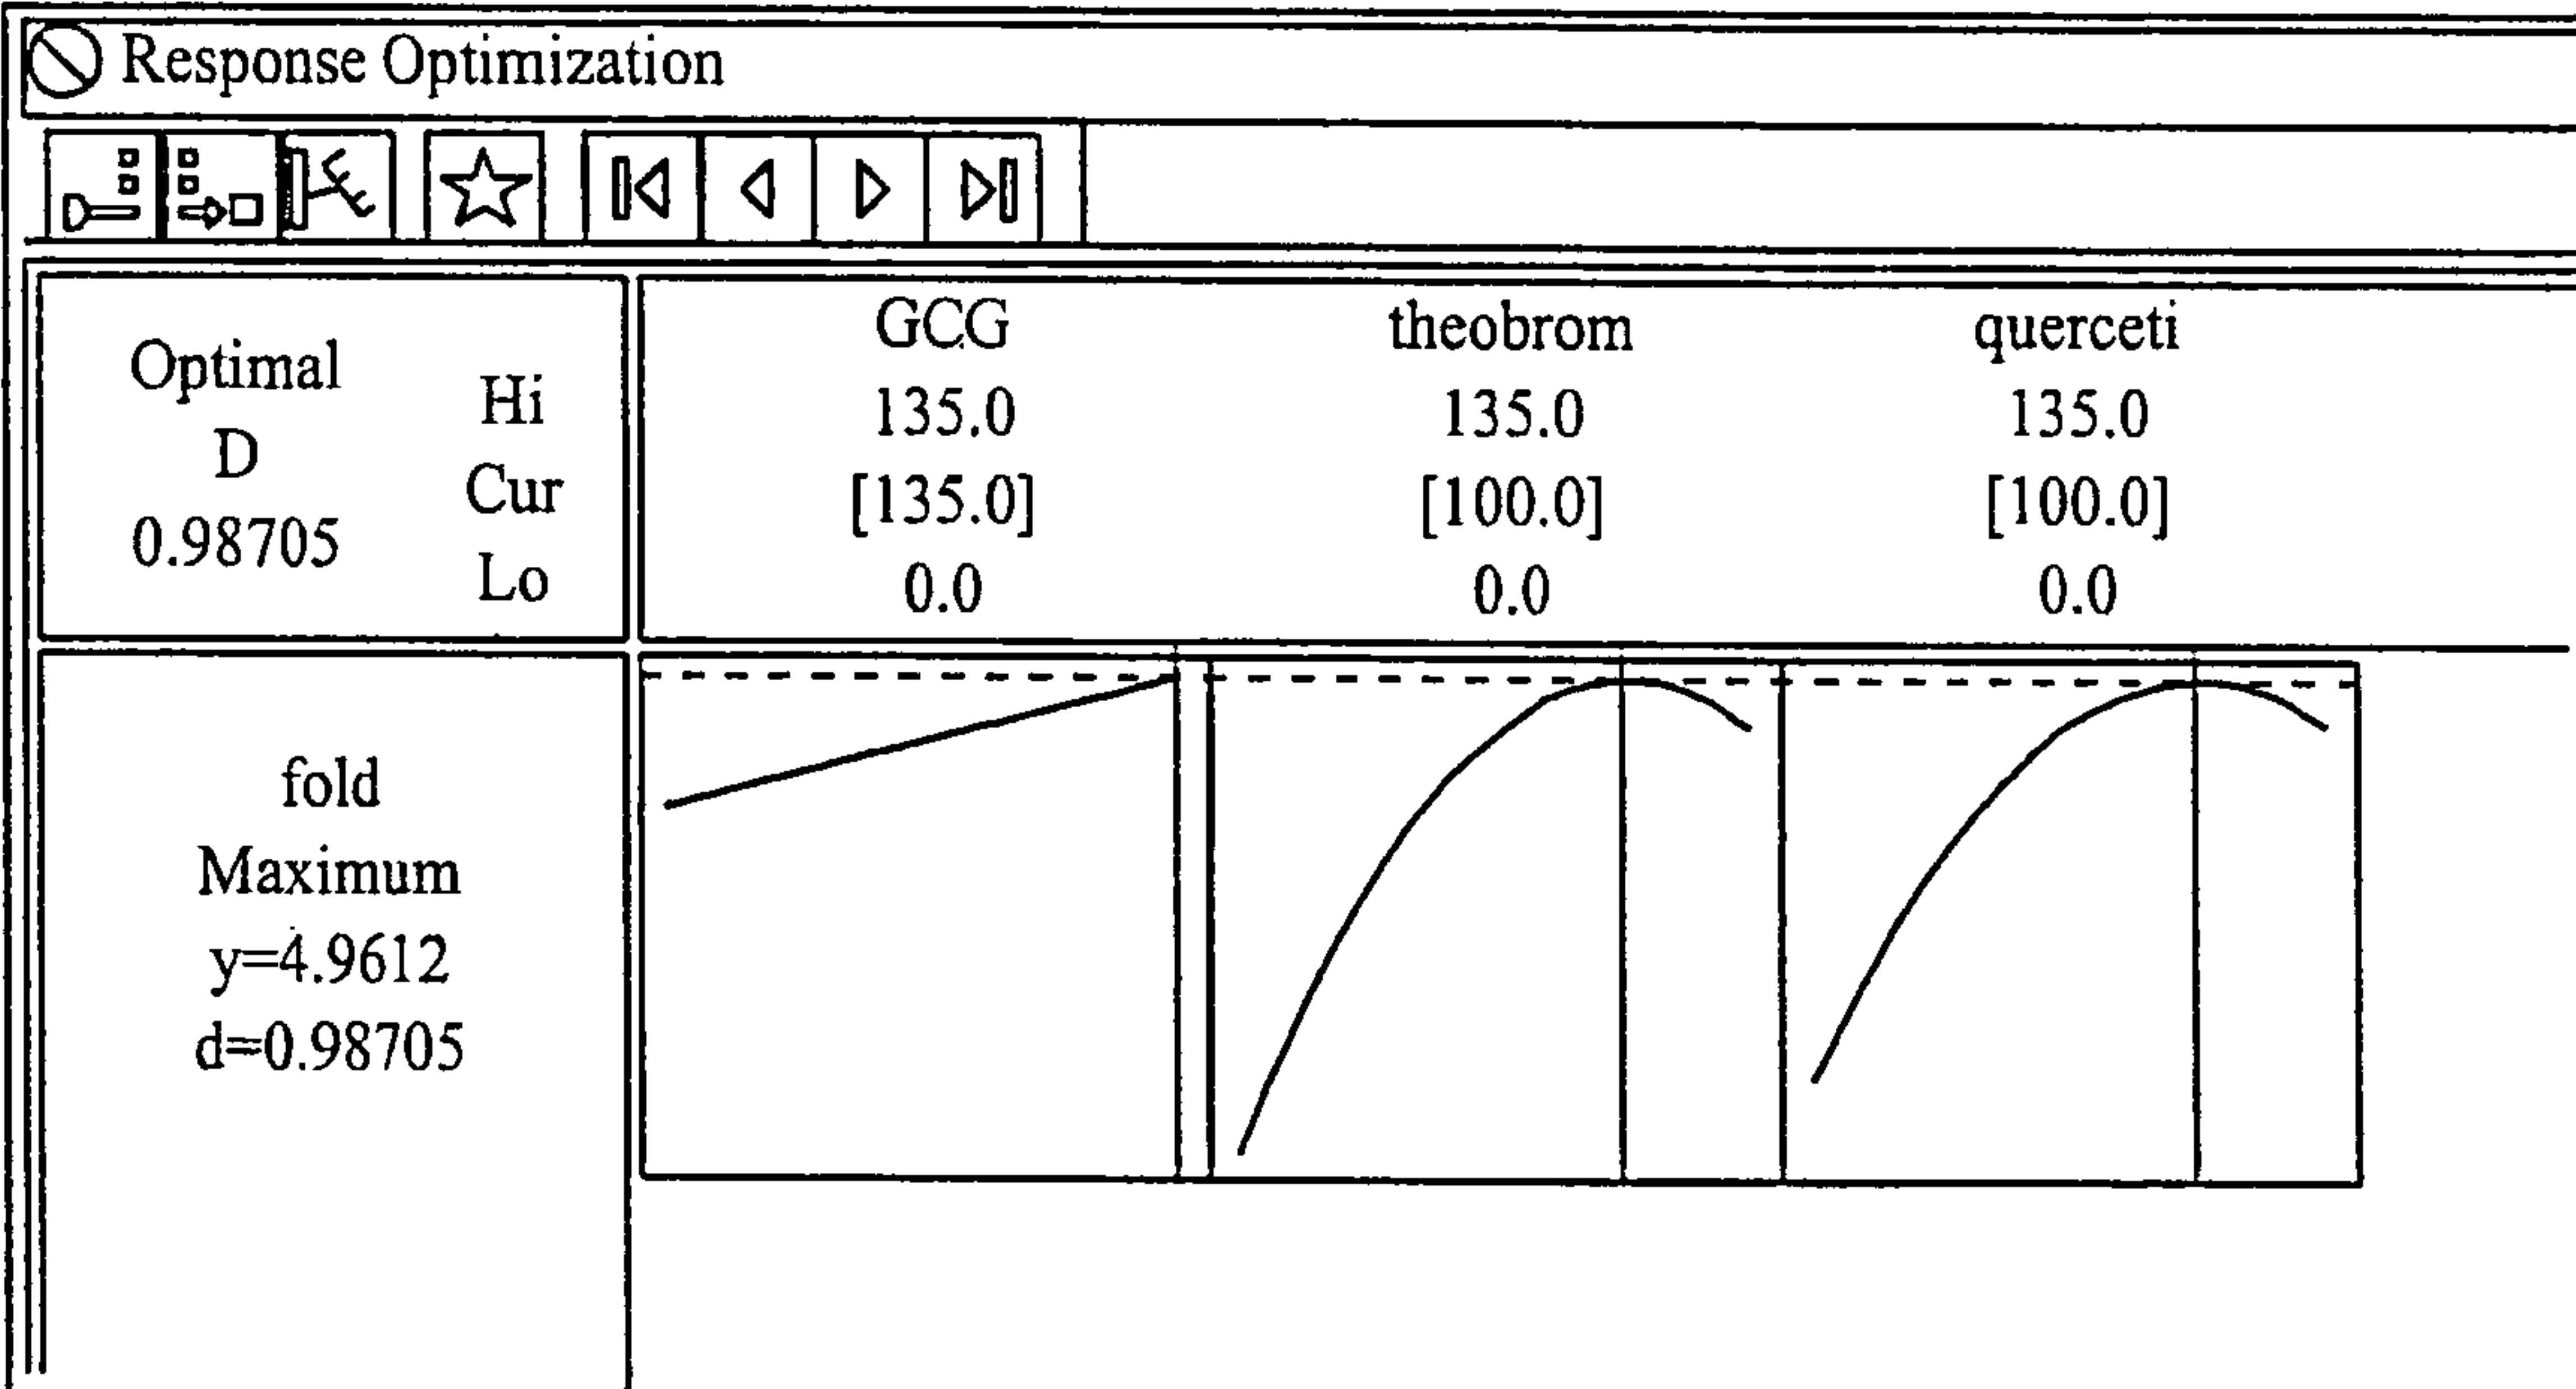 Response Optimization
Optimal
D
0.98705
Hi
Cur
Lo
GCG theobrom querceti
135.0 135.0 135.0
[135.0] [100.0] [100.0]
0.0 0.0 0.0
fold
Maximum
y=4.9612
d=0.98705